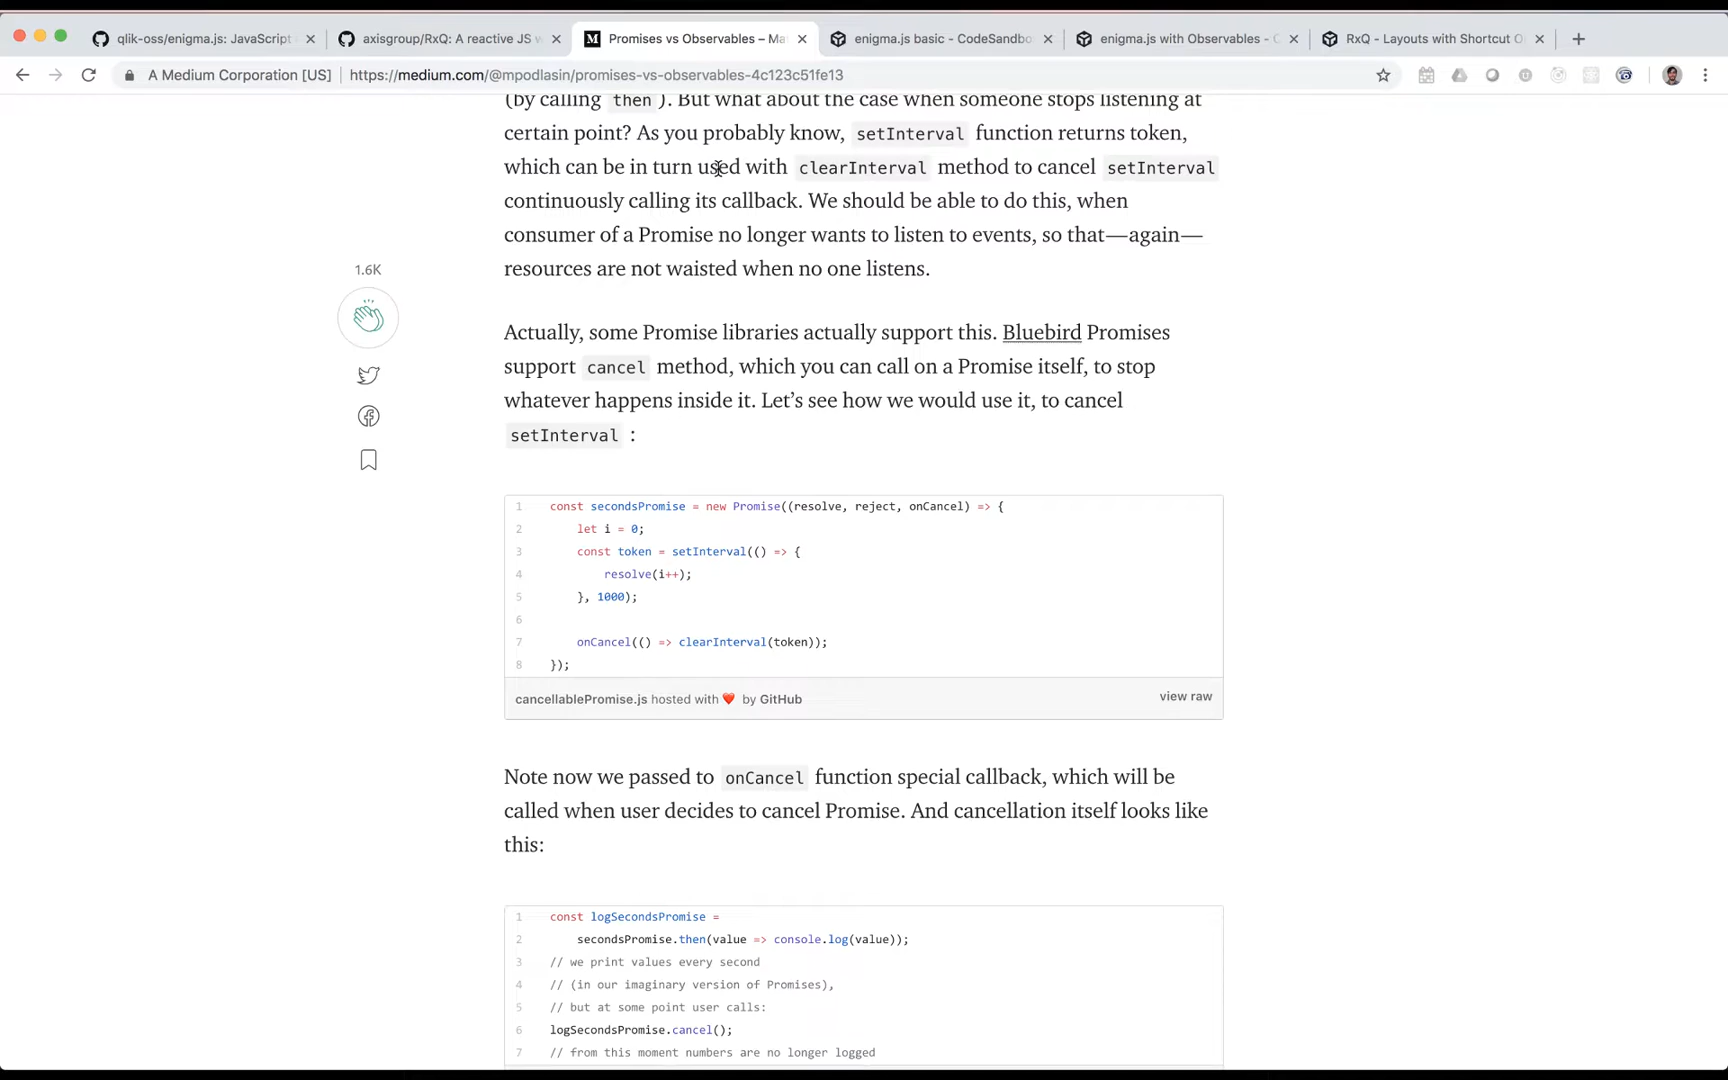 qlik-oss/enigma.js: JavaScript
axisgroup/RxQ: A reactive JS w
Promises vs Observables – Ma
enigma.js basic - CodeSandbo
enigma.js with Observables - C
RxQ - Layouts with Shortcut O
A Medium Corporation [US]
https://medium.com/@mpodlasin/promises-vs-observables-4c123c51fe13
(by calling then ). But what about the case when someone stops listening at
certain point? As you probably know, setInterval function returns token,
which can be in turn used with clearInterval method to cancel setInterval
continuously calling its callback. We should be able to do this, when
consumer of a Promise no longer wants to listen to events, so that — again —
resources are not waisted when no one listens.
1.6K
Actually, some Promise libraries actually support this. Bluebird Promises
support cancel method, which you can call on a Promise itself, to stop
whatever happens inside it. Let’s see how we would use it, to cancel
setInterval :
1 const secondsPromise = new Promise((resolve, reject, onCancel) => {
2 let i = 0;
3 const token = setInterval(() => {
4 resolve(i++);
5 }, 1000);
6
7 onCancel(() => clearInterval(token));
8 });
cancellablePromise.js hosted with ❤ by GitHub
view raw
Note now we passed to onCancel function special callback, which will be
called when user decides to cancel Promise. And cancellation itself looks like
this:
1 const logSecondsPromise =
2 secondsPromise.then(value => console.log(value));
3 // we print values every second
4 // (in our imaginary version of Promises),
5 // but at some point user calls:
6 logSecondsPromise.cancel();
7 // from this moment numbers are no longer logged